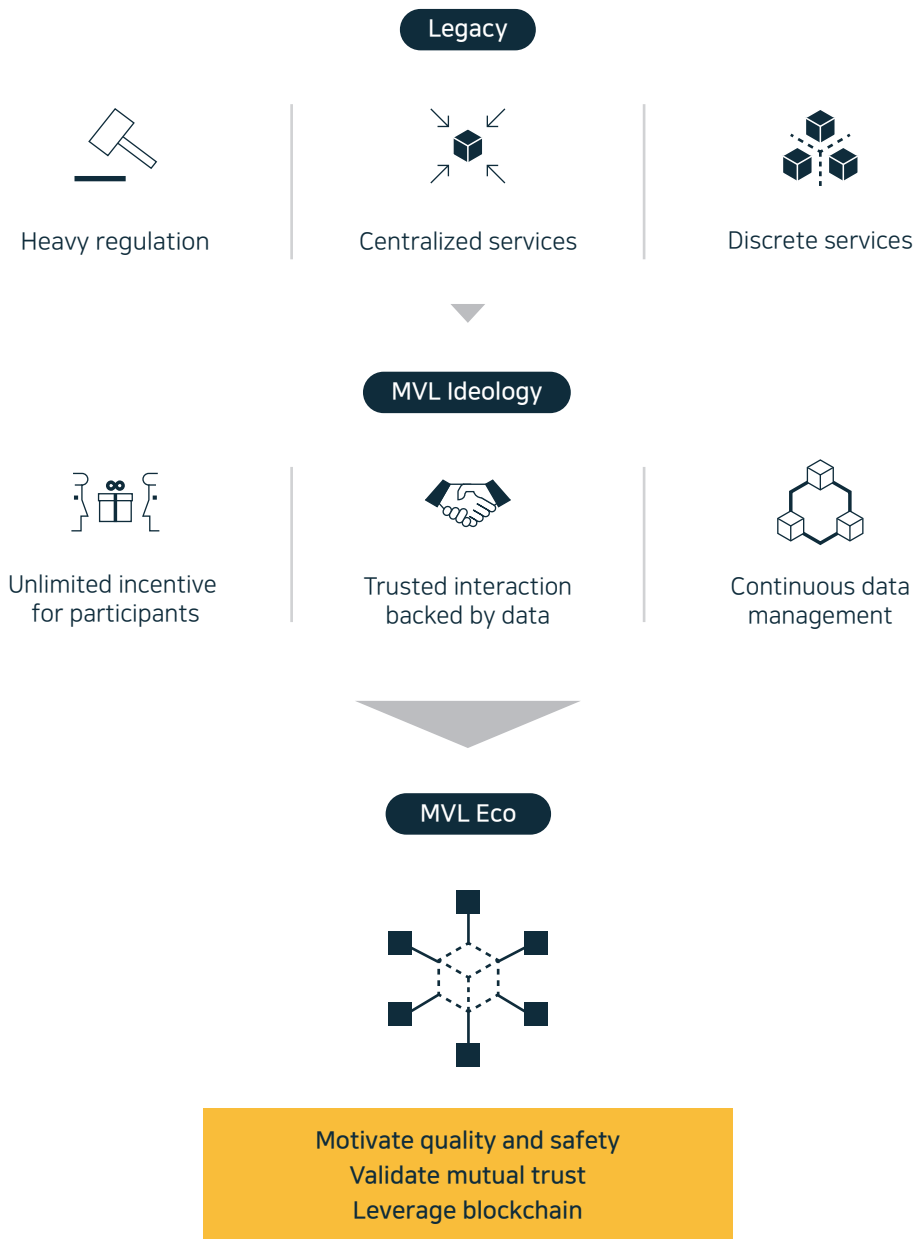 Legacy
Heavy regulation
Centralized services
Discrete services
MVL Ideology
Unlimited incentive
for participants
Trusted interaction
backed by data
Continuous data
management
MVL Eco
Motivate quality and safety
Validate mutual trust
Leverage blockchain